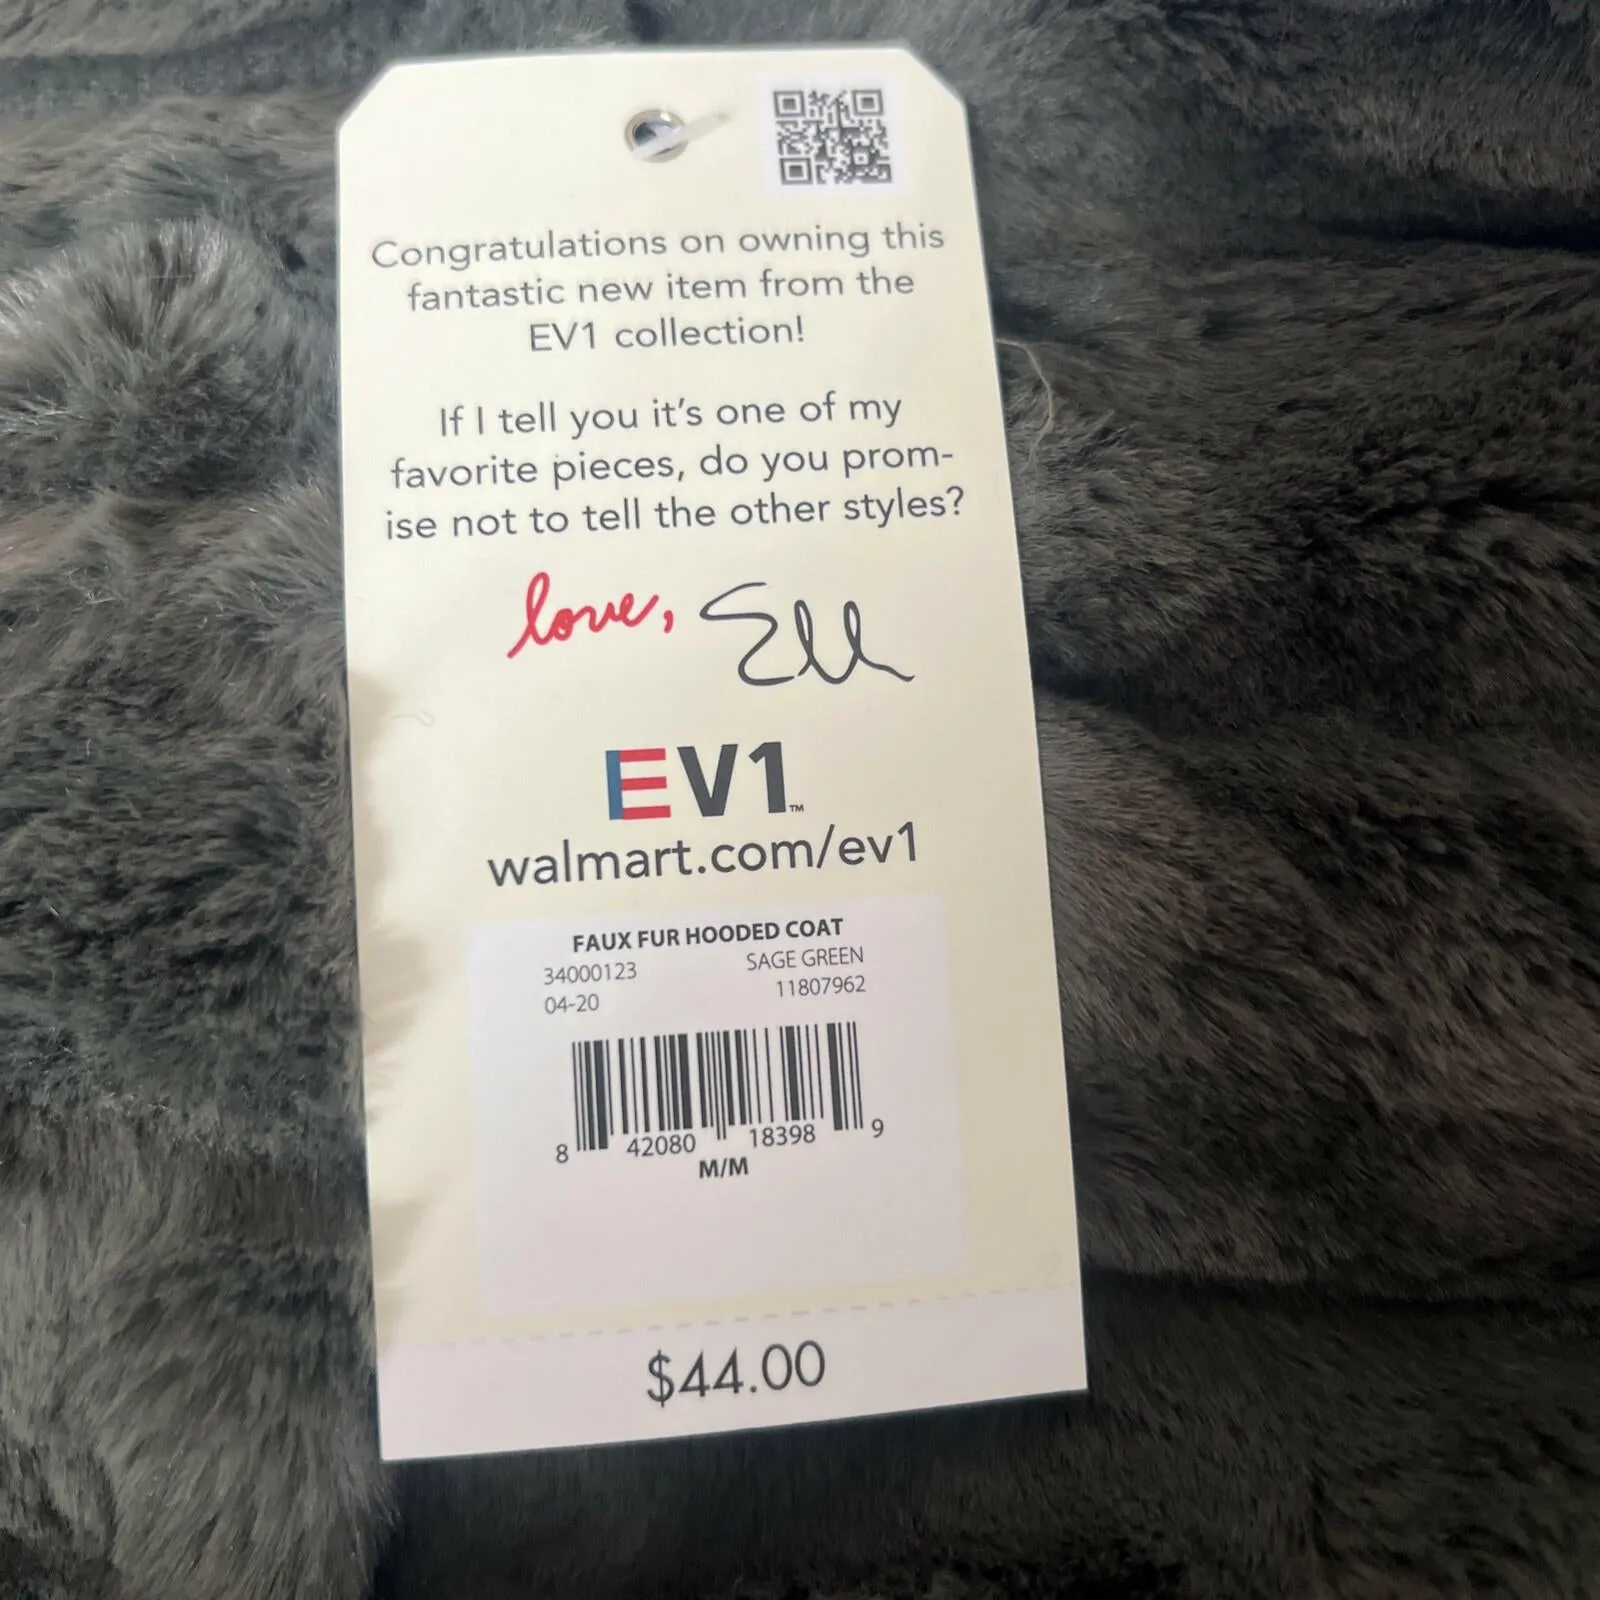 Congratulations on owning this
fantastic new item from the
EV1 collection!
If I tell you it's one of my
favorite pieces, do you prom-
ise not to tell the other styles?
love, Ell
EV1™
walmart.com/ev1
FAUX FUR HOODED COAT
34000123 SAGE GREEN
04-20 11807962
8 42080 18398 9
M/M
$44.00